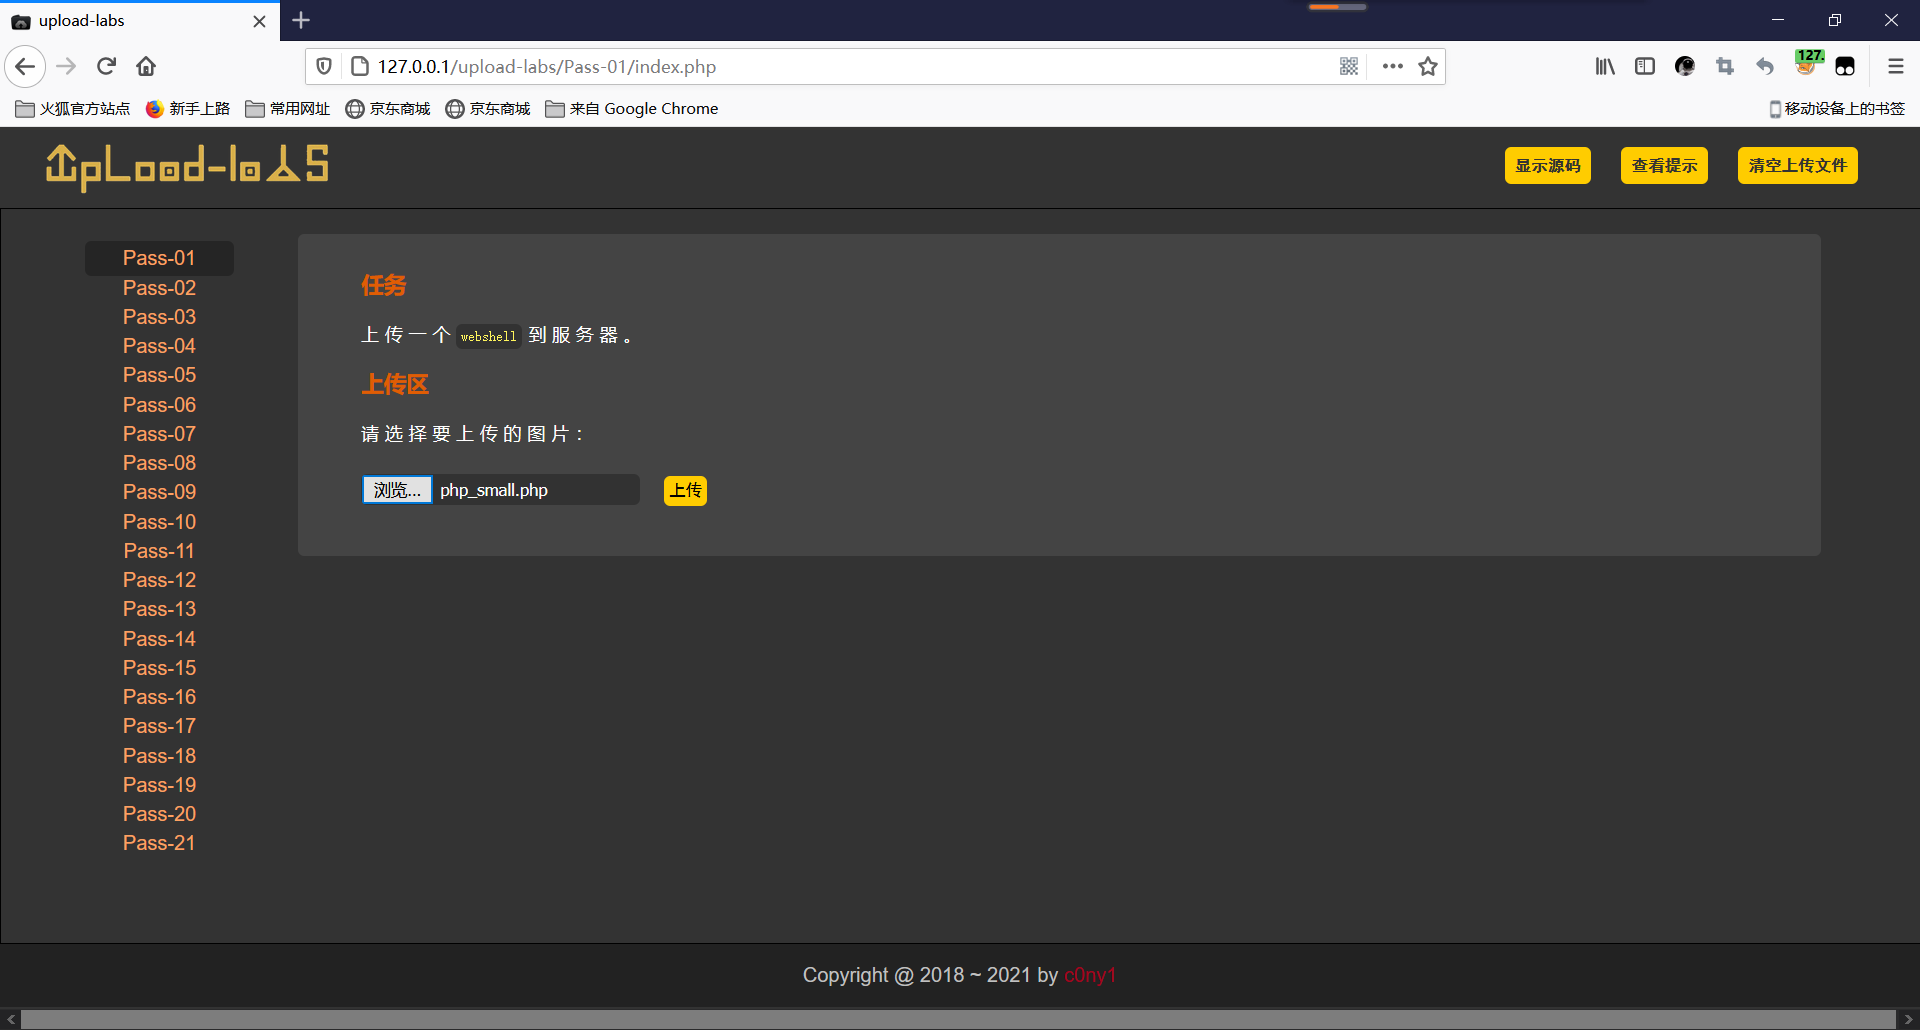 upload-labs
127.0.0.1/upload-labs/Pass-01/index.php
127.
火狐官方站点 新手上路 常用网址 京东商城 京东商城 来自 Google Chrome 移动设备上的书签
UpLoad-labs 显示源码 查看提示 清空上传文件
Pass-01
Pass-02
Pass-03
Pass-04
Pass-05
Pass-06
Pass-07
Pass-08
Pass-09
Pass-10
Pass-11
Pass-12
Pass-13
Pass-14
Pass-15
Pass-16
Pass-17
Pass-18
Pass-19
Pass-20
Pass-21
任务
上传一个 webshell 到服务器。
上传区
请选择要上传的图片：
浏览... php_small.php 上传
Copyright @ 2018 ~ 2021 by c0ny1